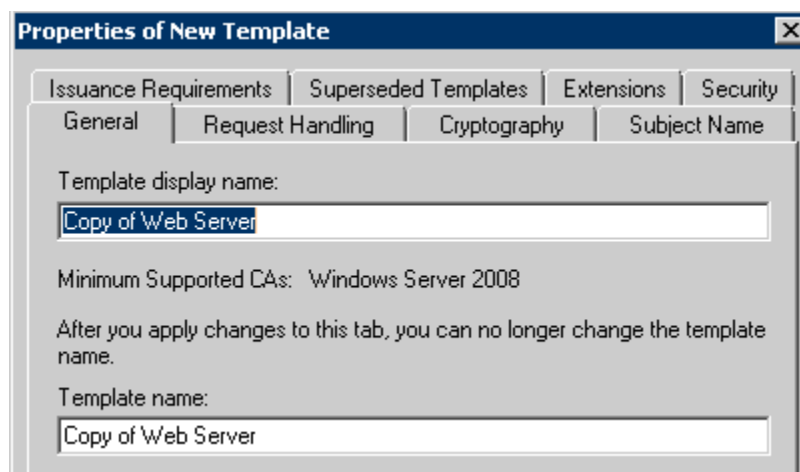 Properties of New Template
Issuance Requirements Superseded Templates Extensions Security
General Request Handling Cryptography Subject Name
Template display name:
Copy of Web Server
Minimum Supported CAs: Windows Server 2008
After you apply changes to this tab, you can no longer change the template
name.
Template name:
Copy of Web Server